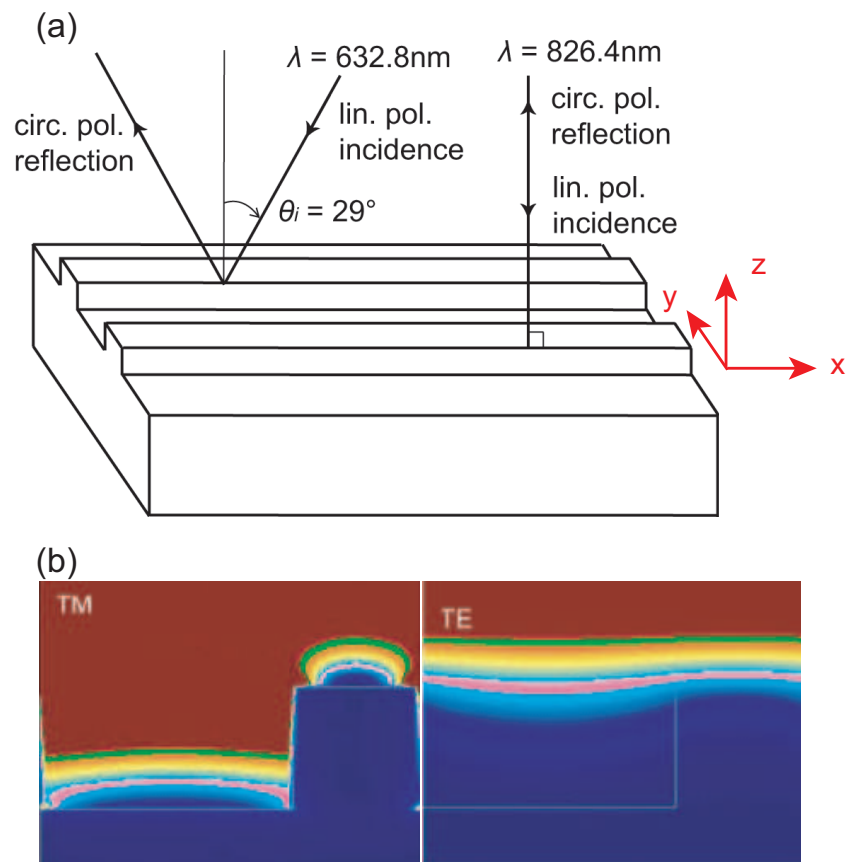 (a)
λ = 632.8nm
λ = 826.4nm
circ. pol.
reflection
lin. pol.
incidence
circ. pol.
reflection
θi = 29°
lin. pol.
incidence
z
y
x
(b)
TM
TE